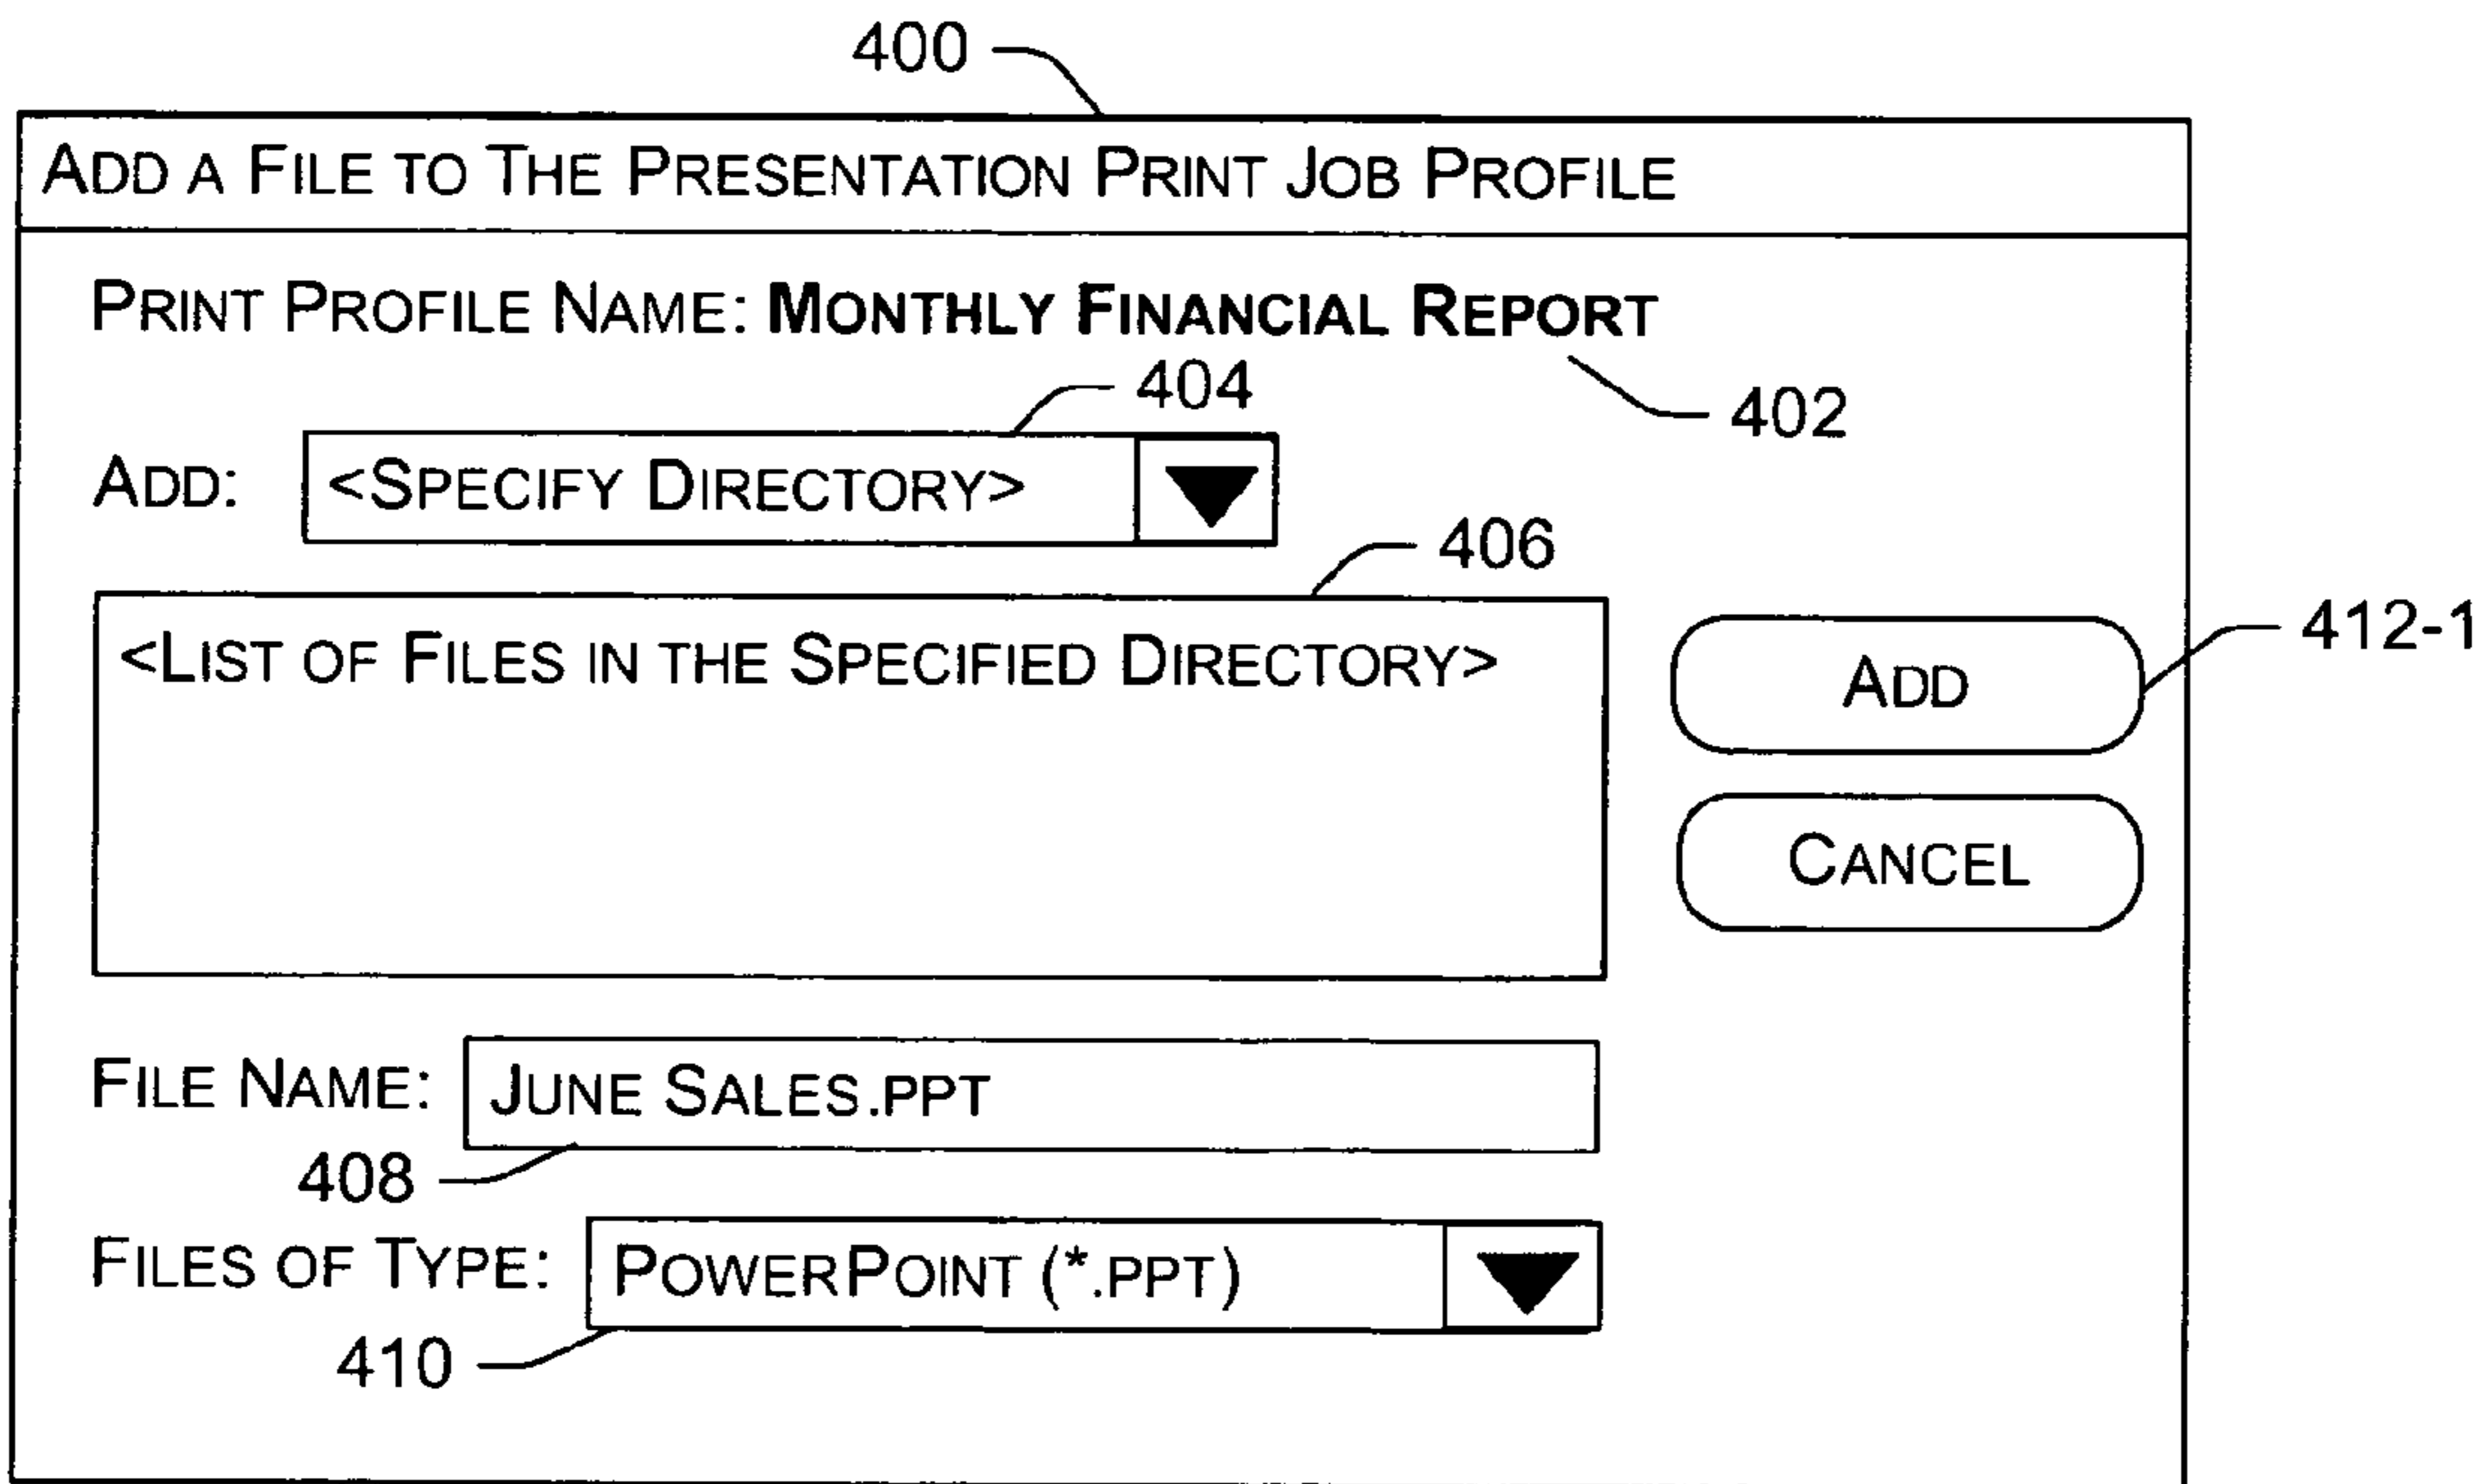 400
ADD A FILE TO THE PRESENTATION PRINT JOB PROFILE
PRINT PROFILE NAME: MONTHLY FINANCIAL REPORT
404
402
ADD: <SPECIFY DIRECTORY>
406
<LIST OF FILES IN THE SPECIFIED DIRECTORY>
412-1
ADD
CANCEL
FILE NAME: JUNE SALES.PPT
408
FILES OF TYPE: POWERPOINT (*.PPT)
410